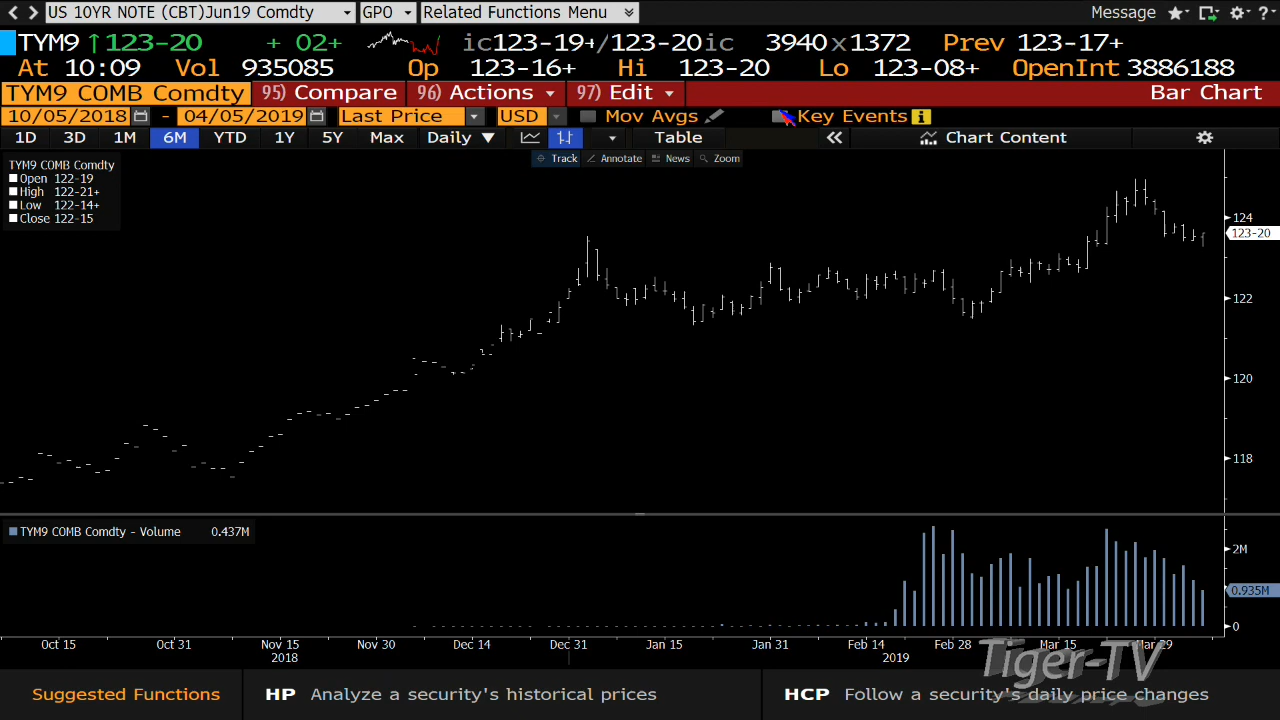 US 10YR NOTE (CBT)Jun19 Comdty GPO Related Functions Menu Message ?
TYM9 ↑123-20 + 02+ ic123-19+/123-20ic 3940x1372 Prev 123-17+
At 10:09 Vol 935085 Op 123-16+ Hi 123-20 Lo 123-08+ OpenInt 3886188
TYM9 COMB Comdty 95) Compare 96) Actions 97) Edit Bar Chart
10/05/2018 - 04/05/2019 Last Price USD Mov Avgs Key Events i
1D 3D 1M 6M YTD 1Y 5Y Max Daily ▼ Table « Chart Content
Track Annotate News Zoom
TYM9 COMB Comdty
Open 122-19
High 122-21+
Low 122-14+
Close 122-15
124
123-20
122
120
118
TYM9 COMB Comdty - Volume 0.437M
2M
0.935M
0
Oct 15 Oct 31 Nov 15 Nov 30 Dec 14 Dec 31 Jan 15 Jan 31 Feb 14 Feb 28 Mar 15 Mar 29
2018 2019
Tiger-TV
Suggested Functions HP Analyze a security's historical prices HCP Follow a security's daily price changes